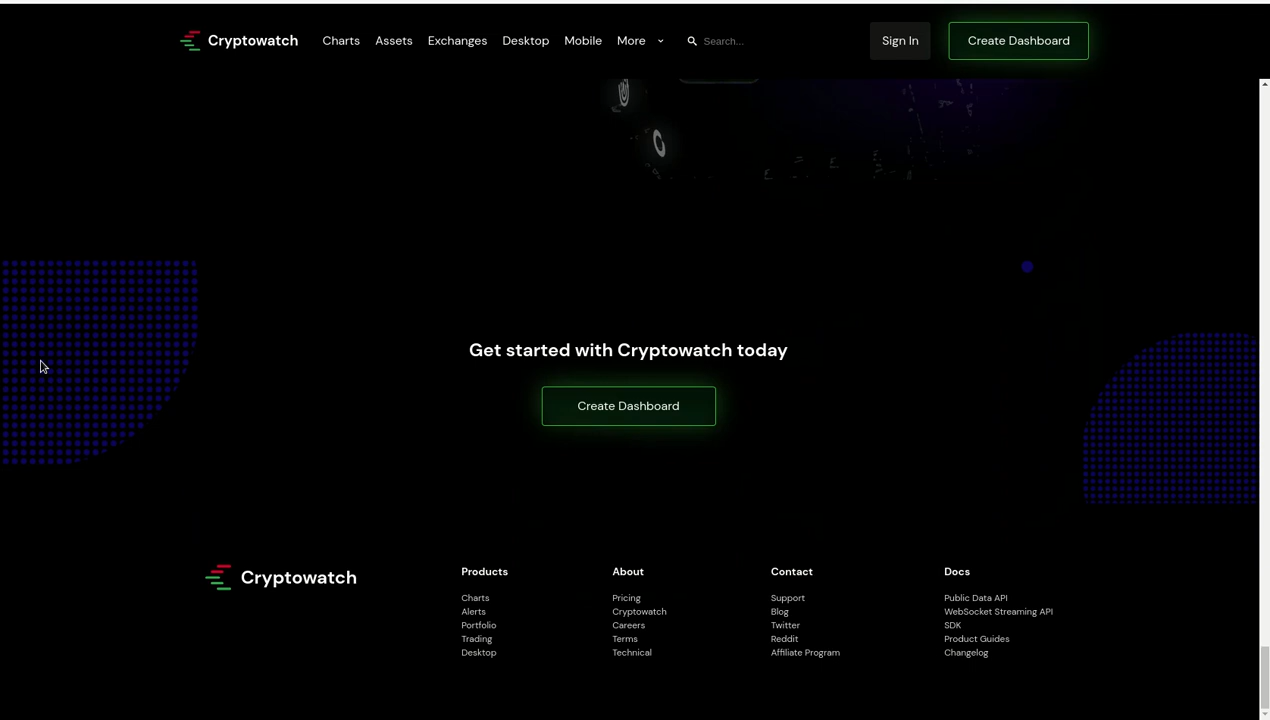 Cryptowatch Charts Assets Exchanges Desktop Mobile More Search... Sign In Create Dashboard
Get started with Cryptowatch today
Create Dashboard
Cryptowatch
Products
Charts
Alerts
Portfolio
Trading
Desktop
About
Pricing
Cryptowatch
Careers
Terms
Technical
Contact
Support
Blog
Twitter
Reddit
Affiliate Program
Docs
Public Data API
WebSocket Streaming API
SDK
Product Guides
Changelog